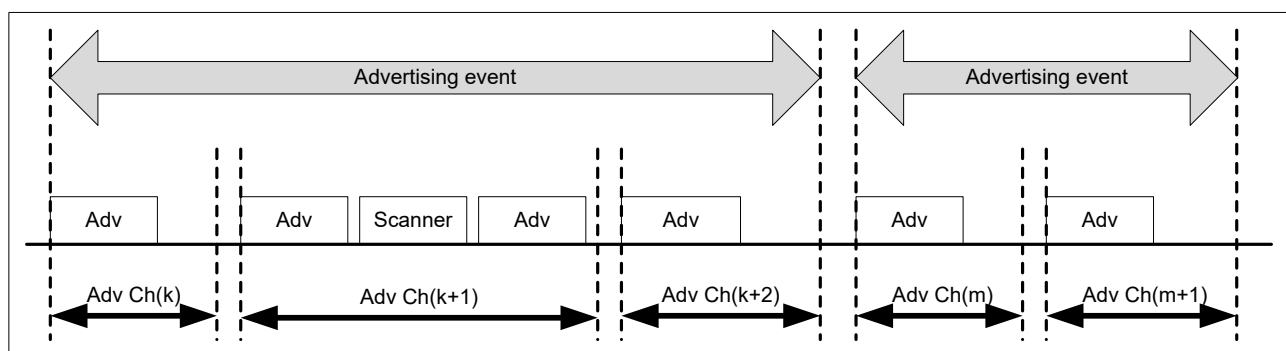 Advertising event Advertising event
Adv Adv Scanner Adv Adv Adv Adv
Adv Ch(k) Adv Ch(k+1) Adv Ch(k+2) Adv Ch(m) Adv Ch(m+1)